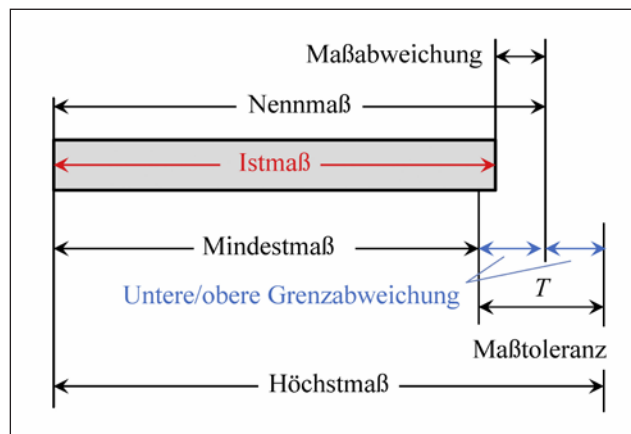 Maßabweichung
Nennmaß
Istmaß
Mindestmaß
Untere/obere Grenzabweichung
T
Maßtoleranz
Höchstmaß